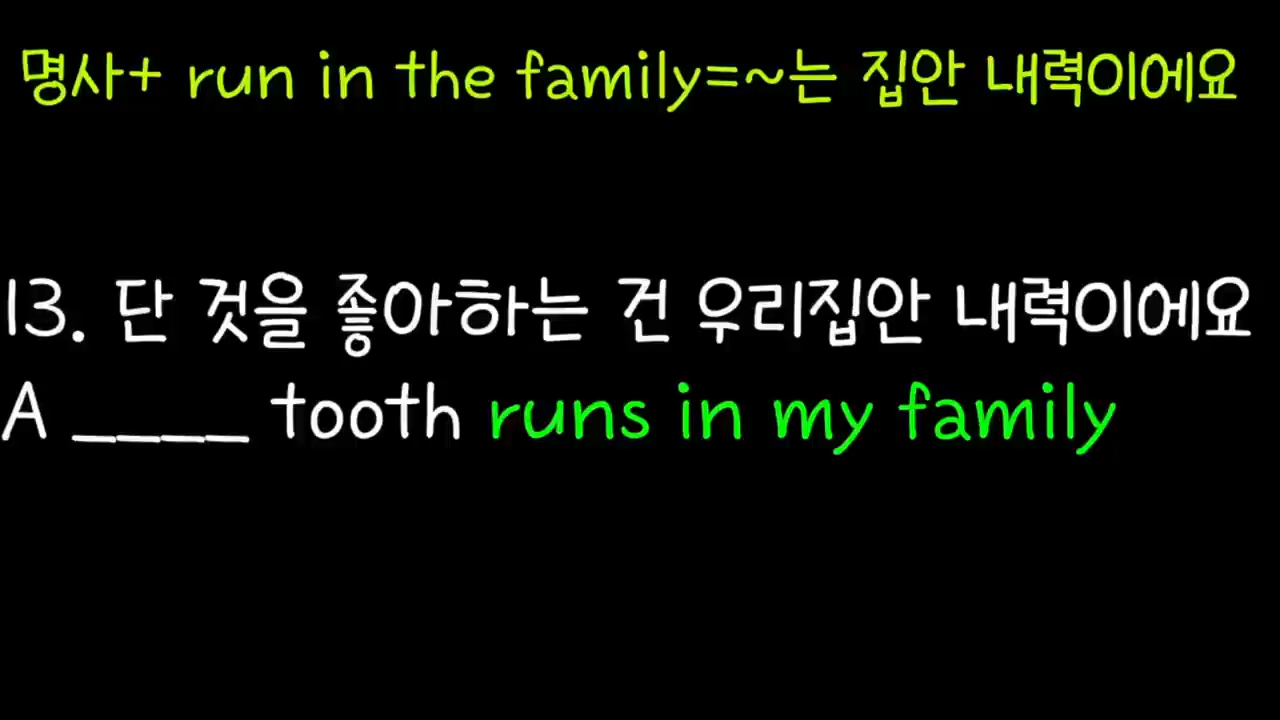 명사+ run in the family=~는 집안 내력이에요
13. 단 것을 좋아하는 건 우리집안 내력이에요
A ____ tooth runs in my family